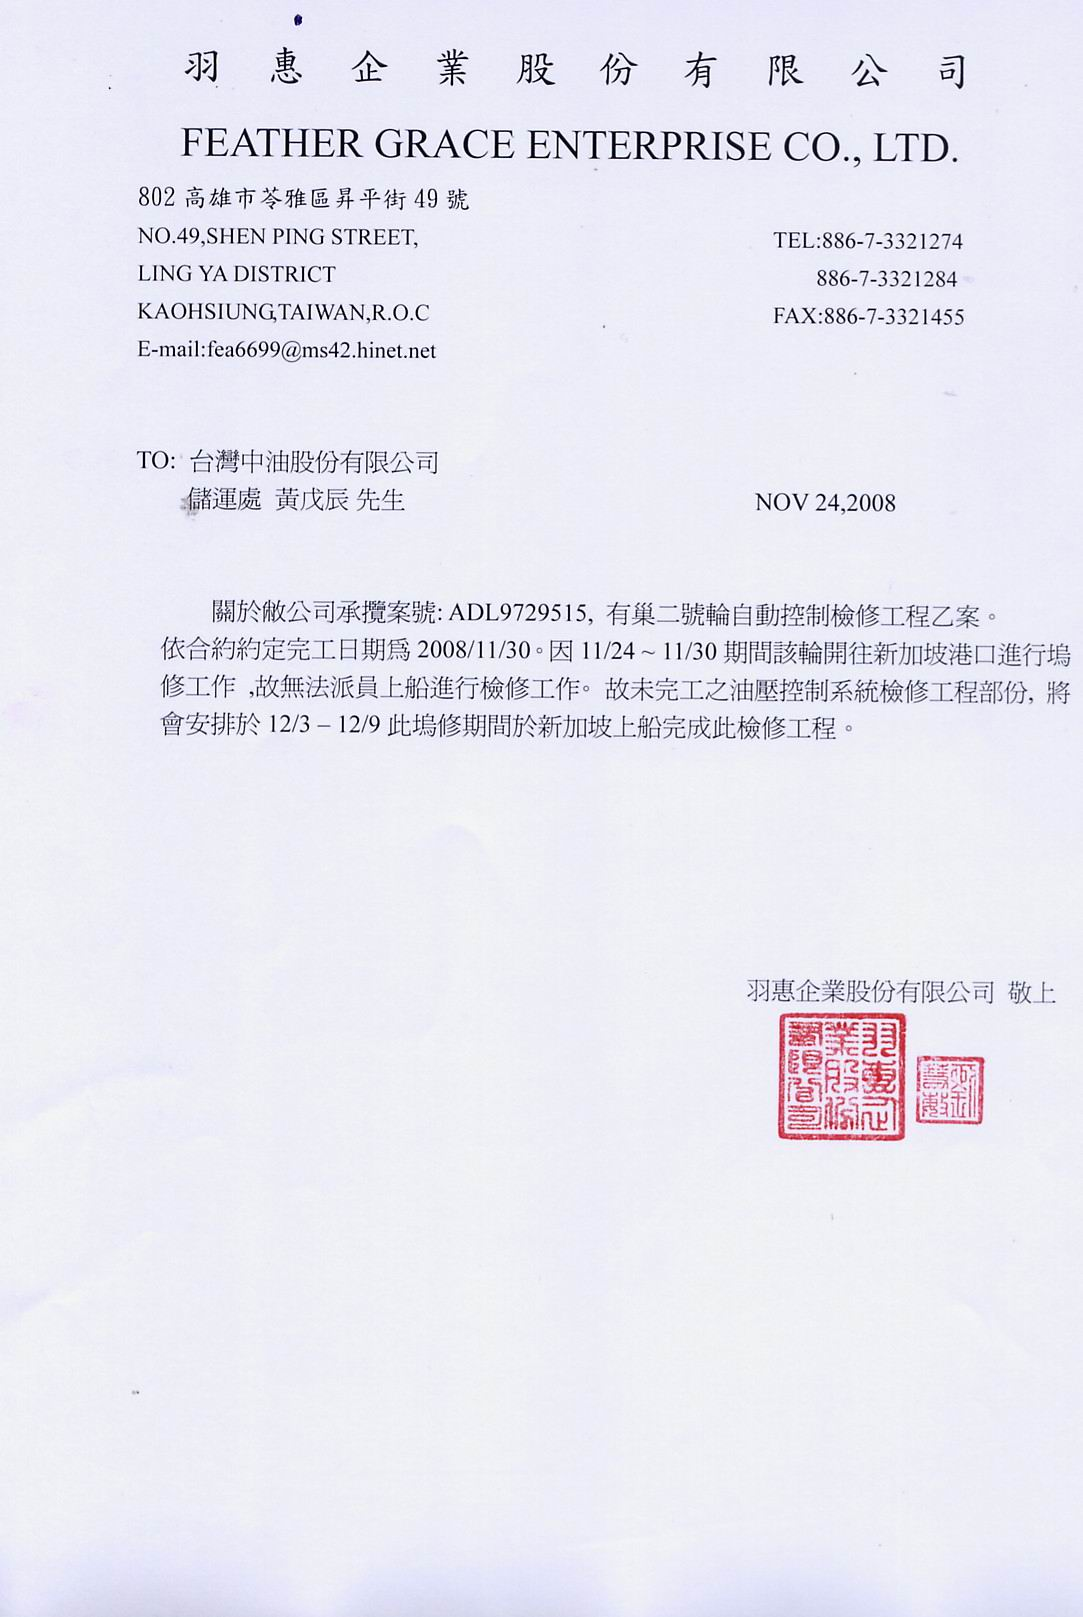 羽惠企業股份有限公司
FEATHER GRACE ENTERPRISE CO., LTD.
802 高雄市苓雅區昇平街 49 號
NO.49,SHEN PING STREET,
TEL:886-7-3321274
LING YA DISTRICT
886-7-3321284
KAOHSIUNG,TAIWAN,R.O.C
FAX:886-7-3321455
E-mail:fea6699@ms42.hinet.net
TO: 台灣中油股份有限公司
儲運處 黃戊辰 先生
NOV 24,2008
關於敝公司承攬案號: ADL9729515, 有巢二號輪自動控制檢修工程乙案。
依合約約定完工日期為 2008/11/30。因 11/24 ~ 11/30 期間該輪開往新加坡港口進行塢
修工作 ,故無法派員上船進行檢修工作。 故未完工之油壓控制系統檢修工程部份, 將
會安排於 12/3 – 12/9 此塢修期間於新加坡上船完成此檢修工程。
羽惠企業股份有限公司 敬上
羽惠企
業股份
有限公司